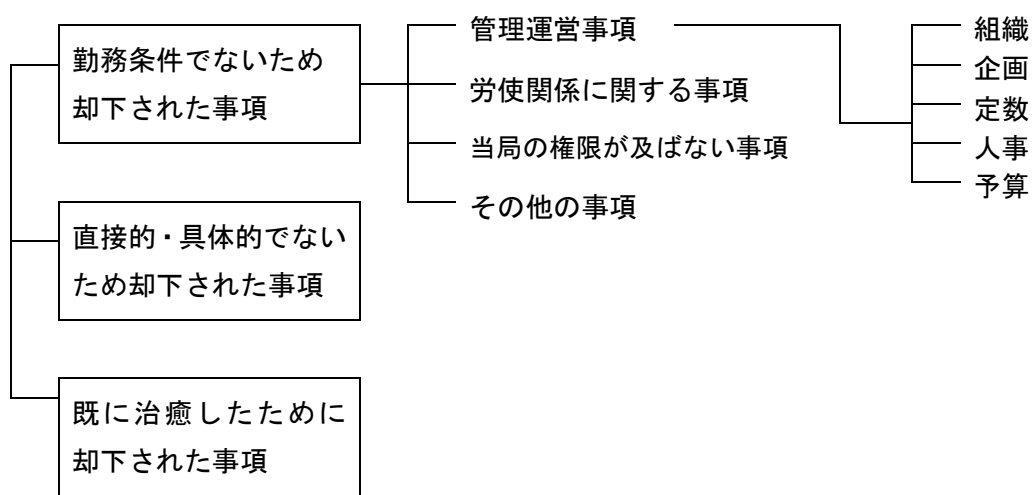 勤務条件でないため
却下された事項
管理運営事項
労使関係に関する事項
当局の権限が及ばない事項
その他の事項
組織
企画
定数
人事
予算
直接的・具体的でない
ため却下された事項
既に治癒したために
却下された事項